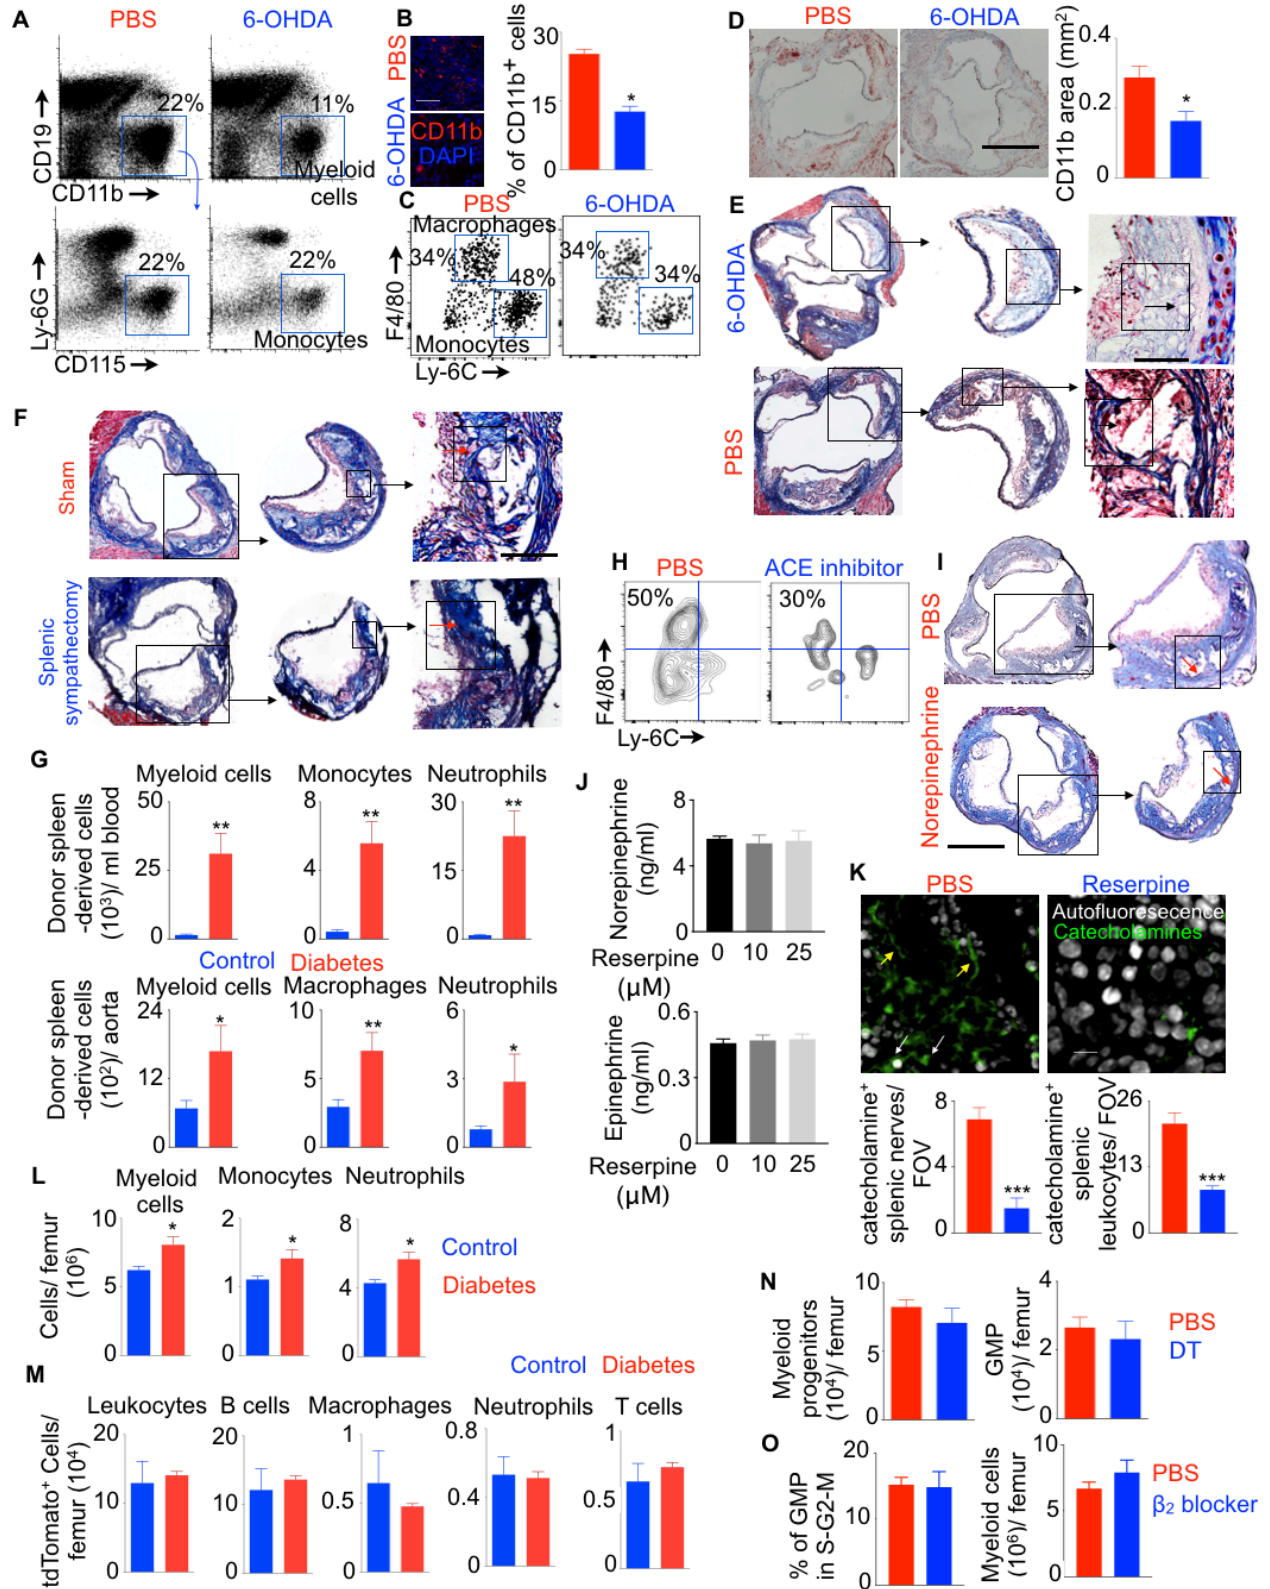 A
PBS
6-OHDA
22%
11%
CD19
CD11b
Myeloid
cells
22%
22%
Ly-6G
Monocytes
CD115
B
PBS
6-OHDA
CD11b
DAPI
% of CD11b+ cells
30
15
0
*
C
PBS
6-OHDA
Macrophages
34%
48%
34%
34%
F4/80
Monocytes
Ly-6C
D
PBS
6-OHDA
CD11b area (mm2)
0.4
0.2
0
*
E
6-OHDA
PBS
F
Sham
Splenic
sympathectomy
G
Myeloid cells
Monocytes
Neutrophils
Donor spleen
-derived cells
(103)/ ml blood
50
25
0
**
8
4
0
**
30
15
0
**
Control
Diabetes
Myeloid cells
Macrophages
Neutrophils
Donor spleen
-derived cells
(102)/ aorta
24
12
0
*
10
5
0
**
6
3
0
*
H
PBS
ACE inhibitor
50%
30%
F4/80
Ly-6C
I
PBS
Norepinephrine
J
Norepinephrine
(ng/ml)
8
4
0
Reserpine
(µM)
0
10
25
Epinephrine
(ng/ml)
0.6
0.3
0
Reserpine
(µM)
0
10
25
K
PBS
Reserpine
Autofluoresecence
Catecholamines
catecholamine+
splenic nerves/
FOV
8
4
0
***
catecholamine+
splenic
leukocytes/ FOV
26
13
0
***
L
Myeloid
cells
Monocytes
Neutrophils
Cells/ femur
(106)
10
5
0
*
2
1
0
*
8
4
0
*
Control
Diabetes
M
Control
Diabetes
Leukocytes
B cells
Macrophages
Neutrophils
T cells
tdTomato+ Cells/
femur (104)
20
10
0
20
10
0
1
0.5
0
0.8
0.4
0
1
0.5
0
N
Myeloid
progenitors
(104)/ femur
10
5
0
GMP
(104)/ femur
4
2
0
PBS
DT
O
% of GMP
in S-G2-M
20
10
0
Myeloid cells
(106)/ femur
10
5
0
PBS
β2 blocker